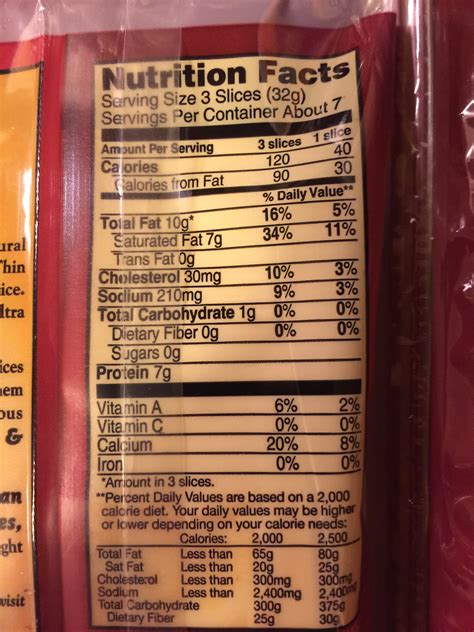 Nutrition Facts
Serving Size 3 Slices (32g)
Servings Per Container About 7
Amount Per Serving 3 slices 1 slice
Calories 120 40
Calories from Fat 90 30
% Daily Value**
Total Fat 10g* 16% 5%
Saturated Fat 7g 34% 11%
Trans Fat 0g
Cholesterol 30mg 10% 3%
Sodium 210mg 9% 3%
Total Carbohydrate 1g 0% 0%
Dietary Fiber 0g 0% 0%
Sugars 0g
Protein 7g
Vitamin A 6% 2%
Vitamin C 0% 0%
Calcium 20% 8%
Iron 0% 0%
*Amount in 3 slices.
**Percent Daily Values are based on a 2,000
calorie diet. Your daily values may be higher
or lower depending on your calorie needs:
Calories: 2,000 2,500
Total Fat Less than 65g 80g
Sat Fat Less than 20g 25g
Cholesterol Less than 300mg 300mg
Sodium Less than 2,400mg 2,400mg
Total Carbohydrate 300g 375g
Dietary Fiber 25g 30g
&